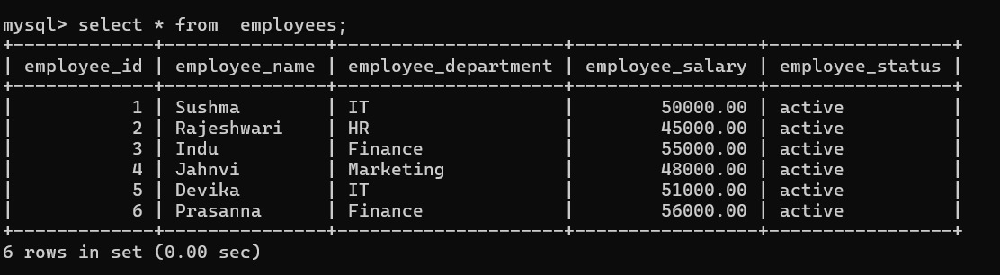 mysql> select * from  employees;
+-------------+---------------+---------------------+-----------------+-----------------+
| employee_id | employee_name | employee_department | employee_salary | employee_status |
+-------------+---------------+---------------------+-----------------+-----------------+
|           1 | Sushma        | IT                  |        50000.00 | active          |
|           2 | Rajeshwari    | HR                  |        45000.00 | active          |
|           3 | Indu          | Finance             |        55000.00 | active          |
|           4 | Jahnvi        | Marketing           |        48000.00 | active          |
|           5 | Devika        | IT                  |        51000.00 | active          |
|           6 | Prasanna      | Finance             |        56000.00 | active          |
+-------------+---------------+---------------------+-----------------+-----------------+
6 rows in set (0.00 sec)